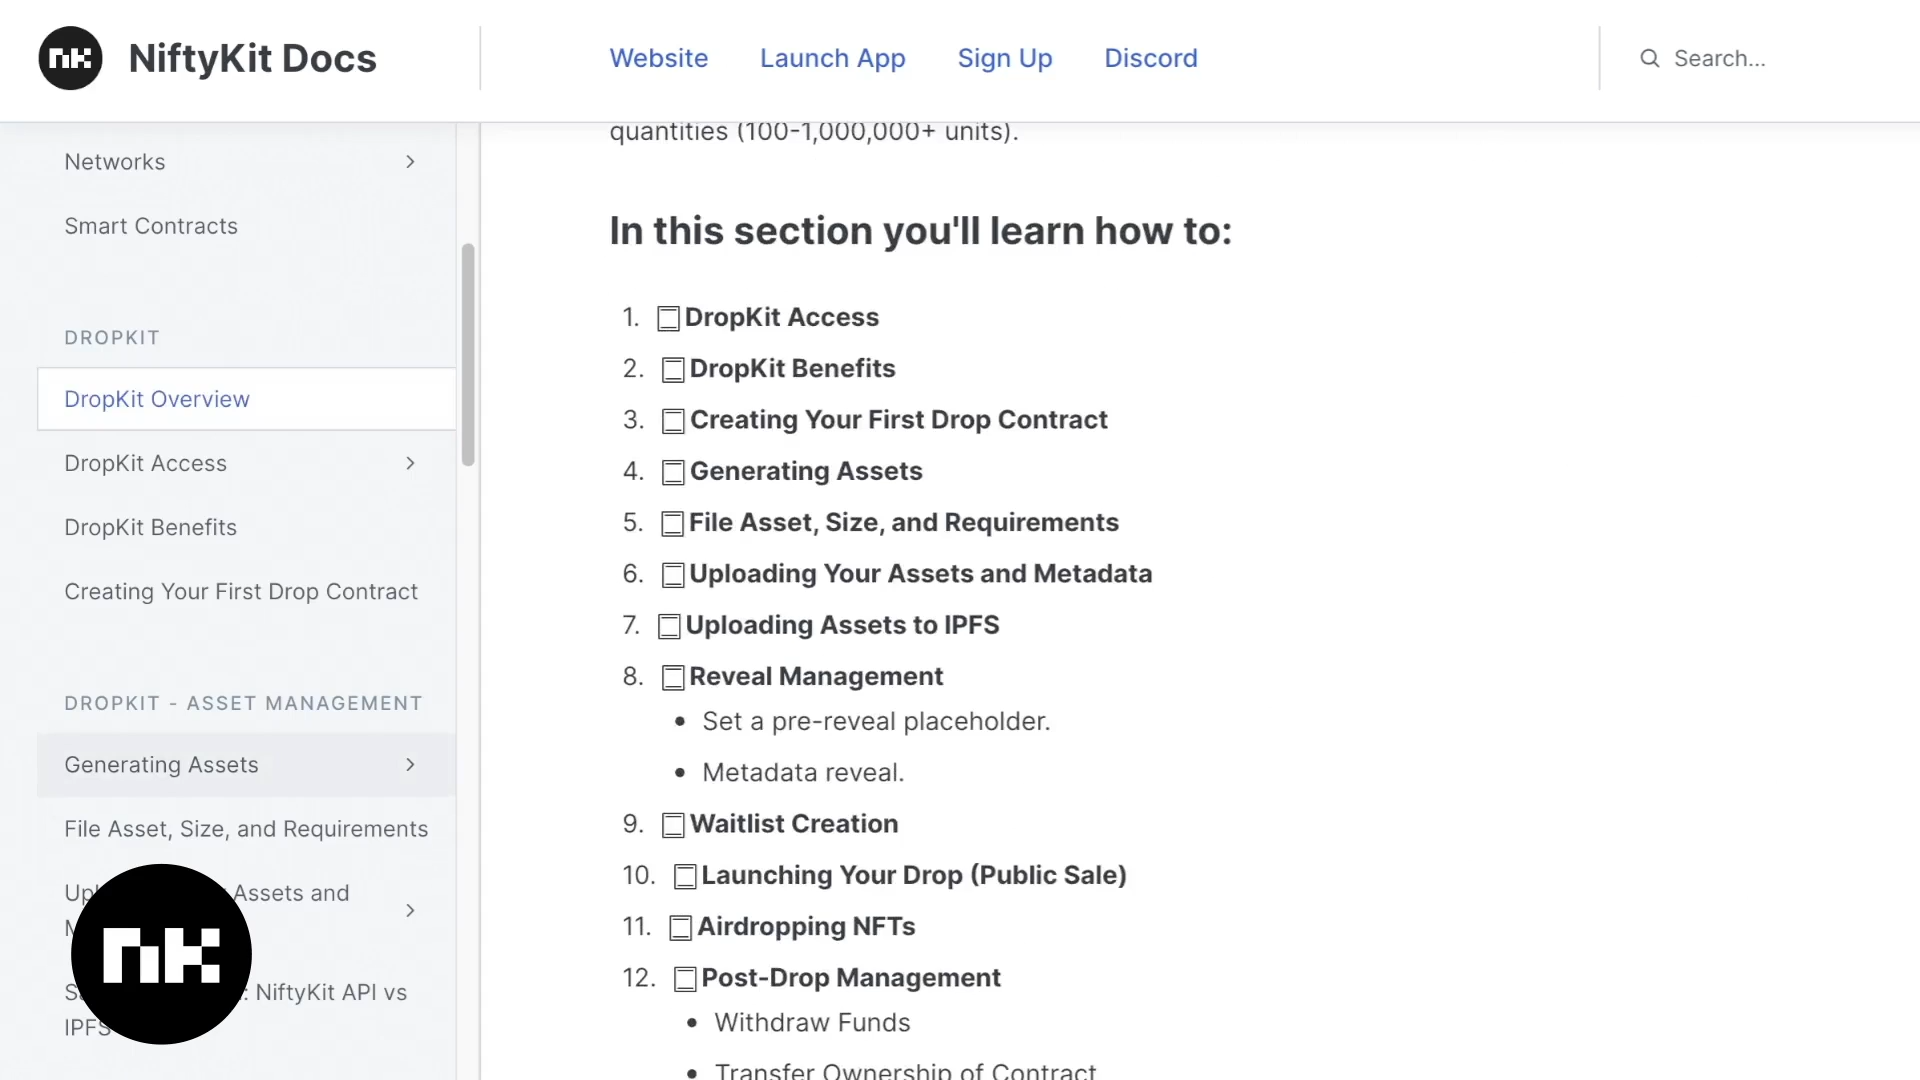 NiftyKit Docs
Website
Launch App
Sign Up
Discord
Search...
Networks
Smart Contracts
DROPKIT
DropKit Overview
DropKit Access
DropKit Benefits
Creating Your First Drop Contract
DROPKIT - ASSET MANAGEMENT
Generating Assets
File Asset, Size, and Requirements
Assets and
NiftyKit API vs
IPFS
quantities (100-1,000,000+ units).
In this section you'll learn how to:
1. DropKit Access
2. DropKit Benefits
3. Creating Your First Drop Contract
4. Generating Assets
5. File Asset, Size, and Requirements
6. Uploading Your Assets and Metadata
7. Uploading Assets to IPFS
8. Reveal Management
• Set a pre-reveal placeholder.
• Metadata reveal.
9. Waitlist Creation
10. Launching Your Drop (Public Sale)
11. Airdropping NFTs
12. Post-Drop Management
• Withdraw Funds
• Transfer Ownership of Contract